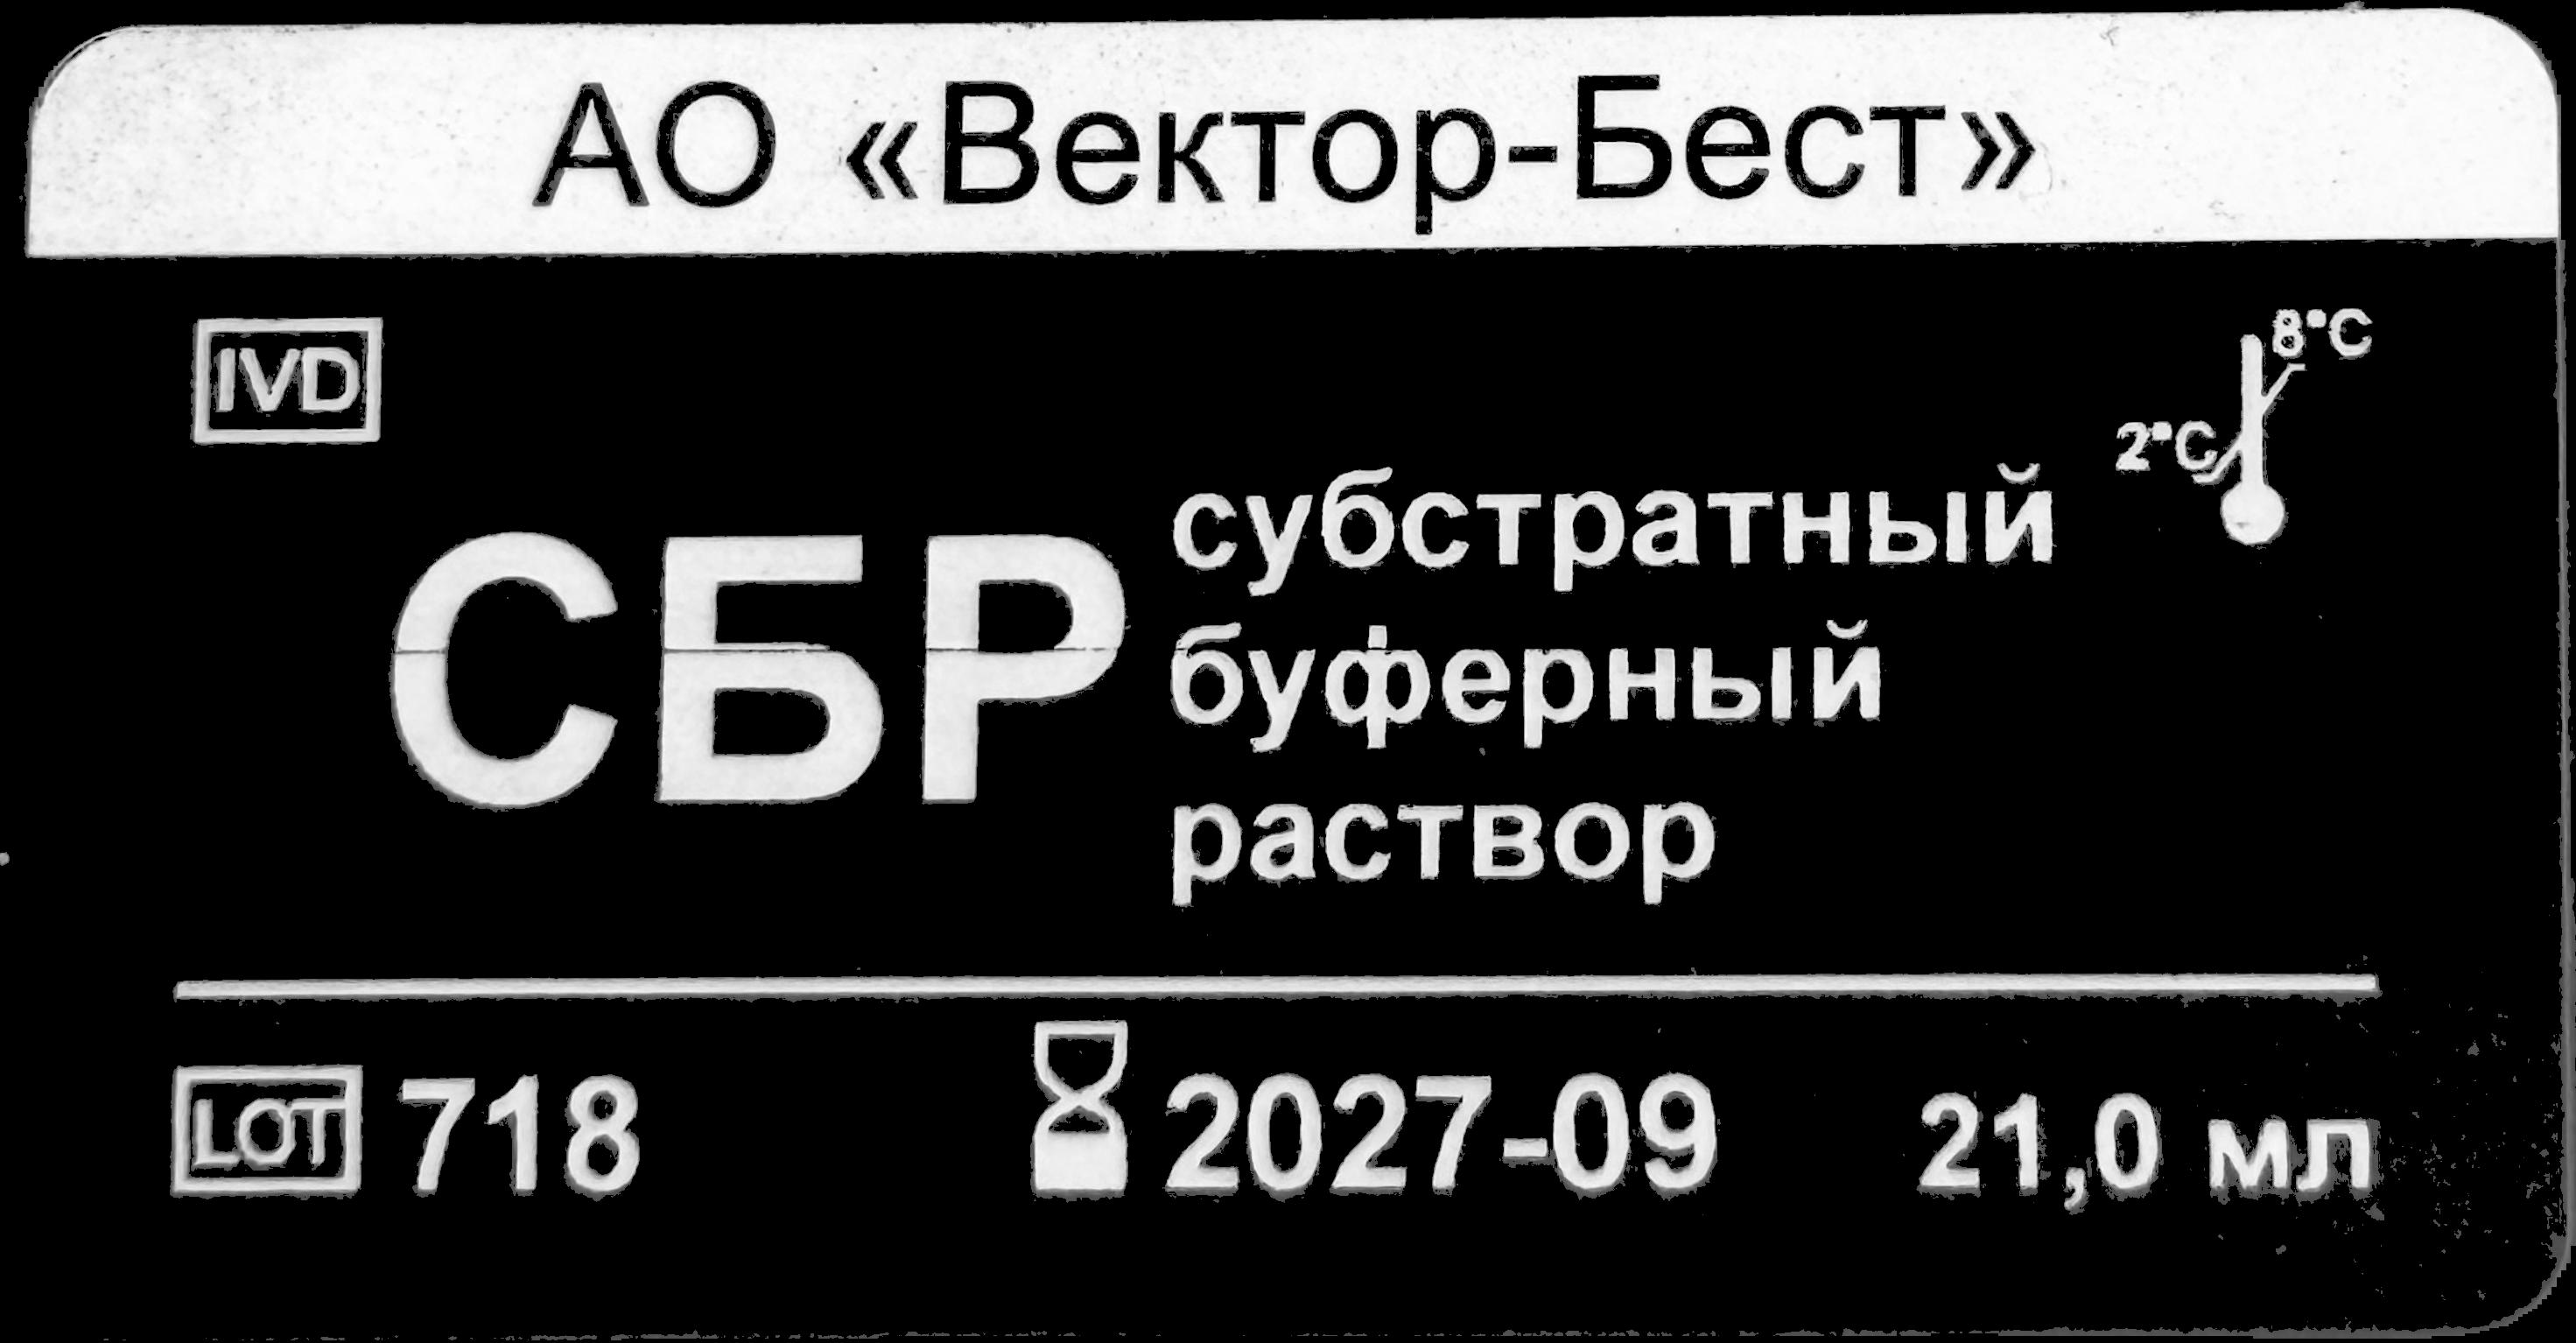 АО «Вектор-Бест»
IVD
8°C
2°C
СБР
субстратный
буферный
раствор
LOT 718
2027-09
21,0 мл